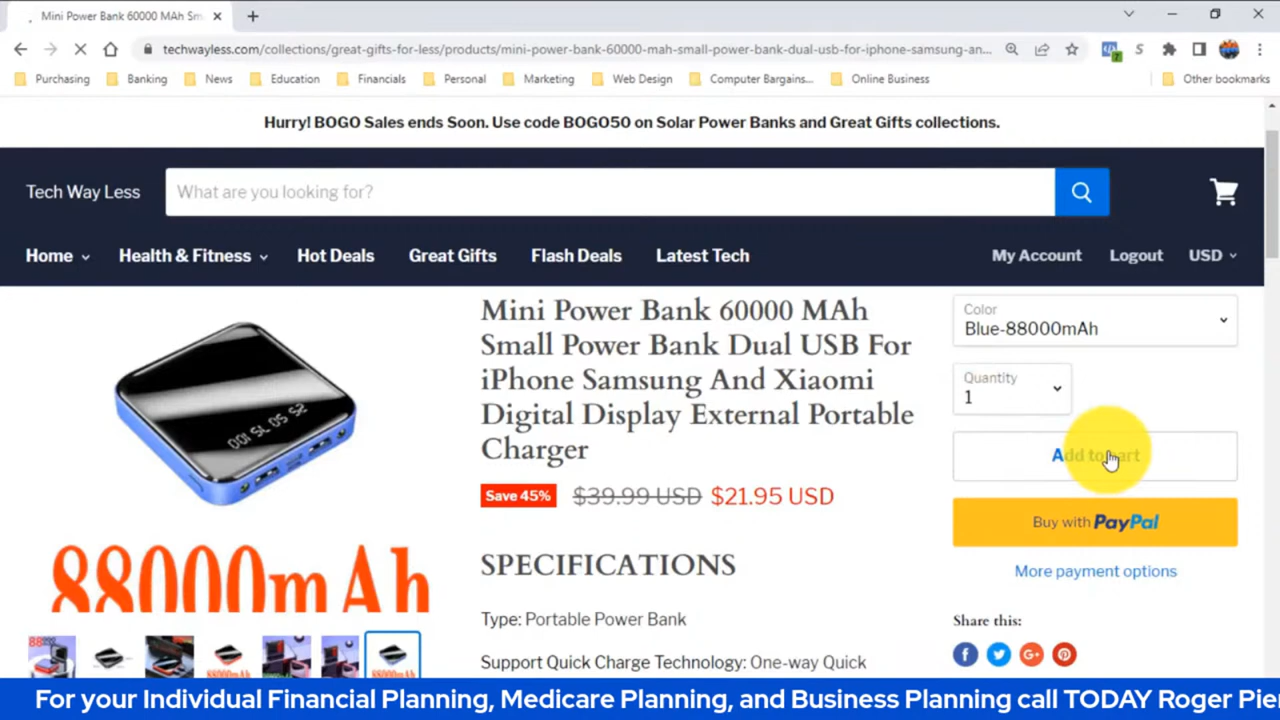 Mini Power Bank 60000 MAh Sm
techwayless.com/collections/great-gifts-for-less/products/mini-power-bank-60000-mah-small-power-bank-dual-usb-for-iphone-samsung-an...
Purchasing Banking News Education Financials Personal Marketing Web Design Computer Bargains... Online Business Other bookmarks
Hurry! BOGO Sales ends Soon. Use code BOGO50 on Solar Power Banks and Great Gifts collections.
Tech Way Less What are you looking for?
Home Health & Fitness Hot Deals Great Gifts Flash Deals Latest Tech My Account Logout USD
Mini Power Bank 60000 MAh
Small Power Bank Dual USB For
iPhone Samsung And Xiaomi
Digital Display External Portable
Charger
Save 45% $39.99 USD $21.95 USD
SPECIFICATIONS
Type: Portable Power Bank
Support Quick Charge Technology: One-way Quick
Color
Blue-88000mAh
Quantity
1
Add to cart
Buy with PayPal
More payment options
Share this:
88000mAh
For your Individual Financial Planning, Medicare Planning, and Business Planning call TODAY Roger Pie